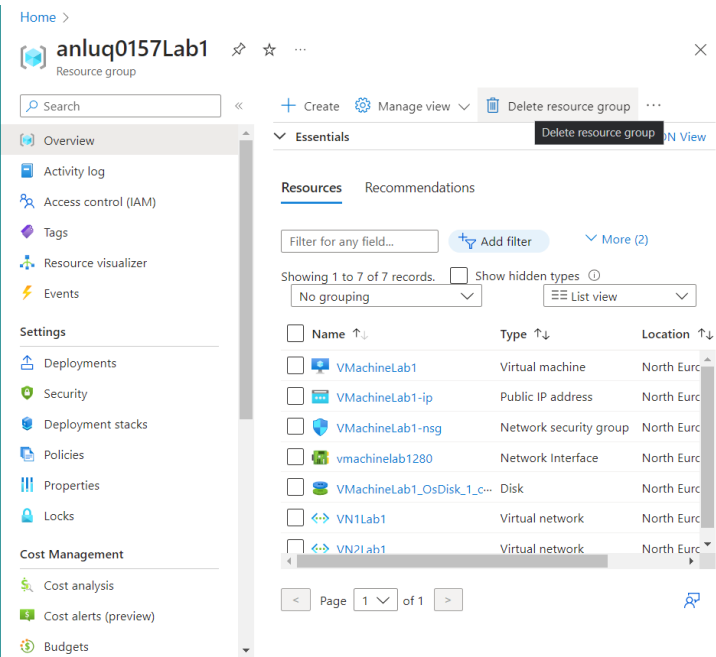 Home >
anluq0157Lab1 ...
Resource group
Search «
Overview
Activity log
Access control (IAM)
Tags
Resource visualizer
Events
Settings
Deployments
Security
Deployment stacks
Policies
Properties
Locks
Cost Management
Cost analysis
Cost alerts (preview)
Budgets
+ Create Manage view Delete resource group ...
Essentials Delete resource group ON View
Resources Recommendations
Filter for any field... Add filter More (2)
Showing 1 to 7 of 7 records. Show hidden types
No grouping List view
Name ↑↓ Type ↑↓ Location ↑↓
VMachineLab1 Virtual machine North Euro
VMachineLab1-ip Public IP address North Euro
VMachineLab1-nsg Network security group North Euro
vmachinelab1280 Network Interface North Euro
VMachineLab1_OsDisk_1_c... Disk North Euro
VN1Lab1 Virtual network North Euro
VN2Lab1 Virtual network North Euro
< Page 1 of 1 >